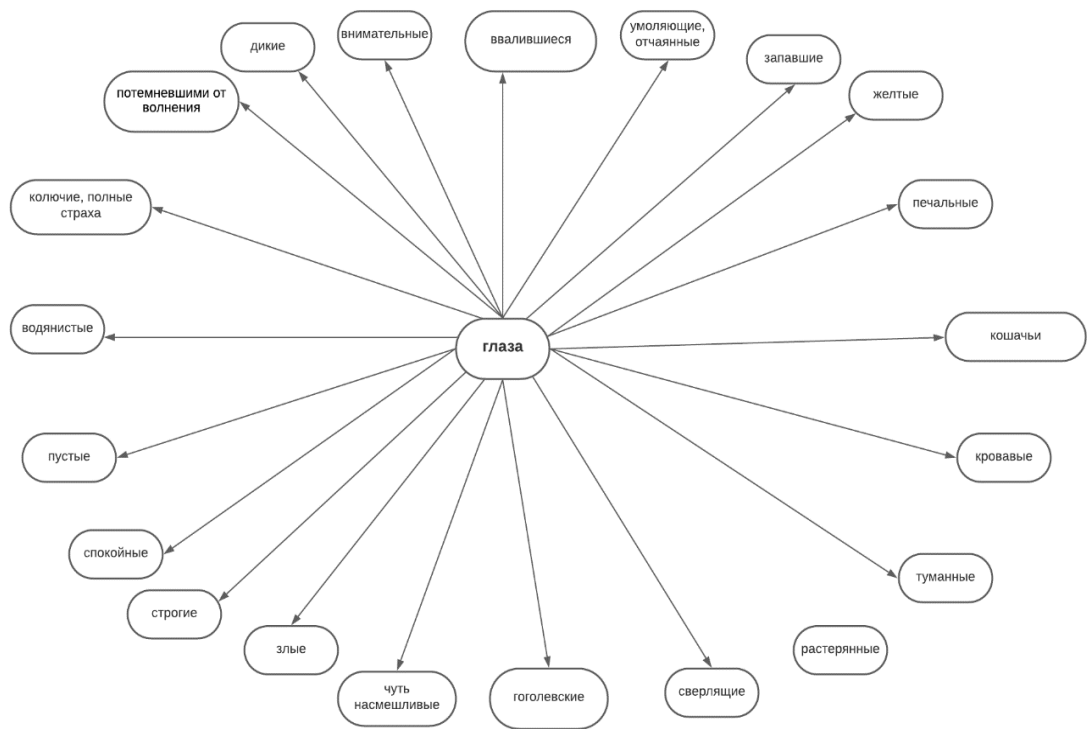 дикие
внимательные
ввалившиеся
умоляющие,
отчаянные
запавшие
желтые
потемневшими от
волнения
колючие, полные
страха
печальные
водянистые
глаза
кошачьи
пустые
кровавые
спокойные
туманные
строгие
злые
растерянные
чуть
насмешливые
гоголевские
сверлящие